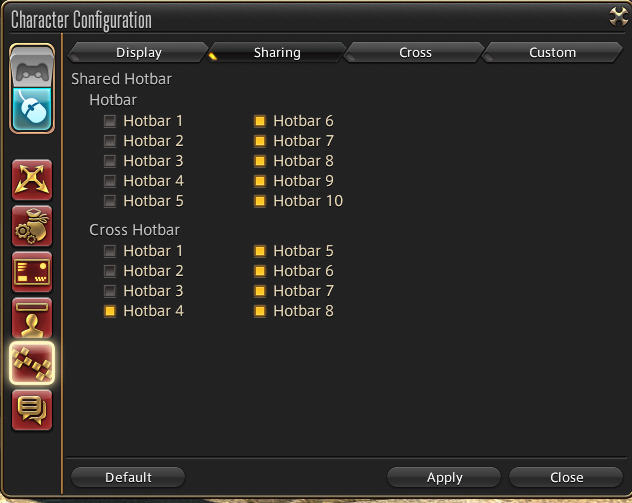 Character Configuration
Display Sharing Cross Custom
Shared Hotbar
Hotbar
Hotbar 1 Hotbar 6
Hotbar 2 Hotbar 7
Hotbar 3 Hotbar 8
Hotbar 4 Hotbar 9
Hotbar 5 Hotbar 10
Cross Hotbar
Hotbar 1 Hotbar 5
Hotbar 2 Hotbar 6
Hotbar 3 Hotbar 7
Hotbar 4 Hotbar 8
Default Apply Close